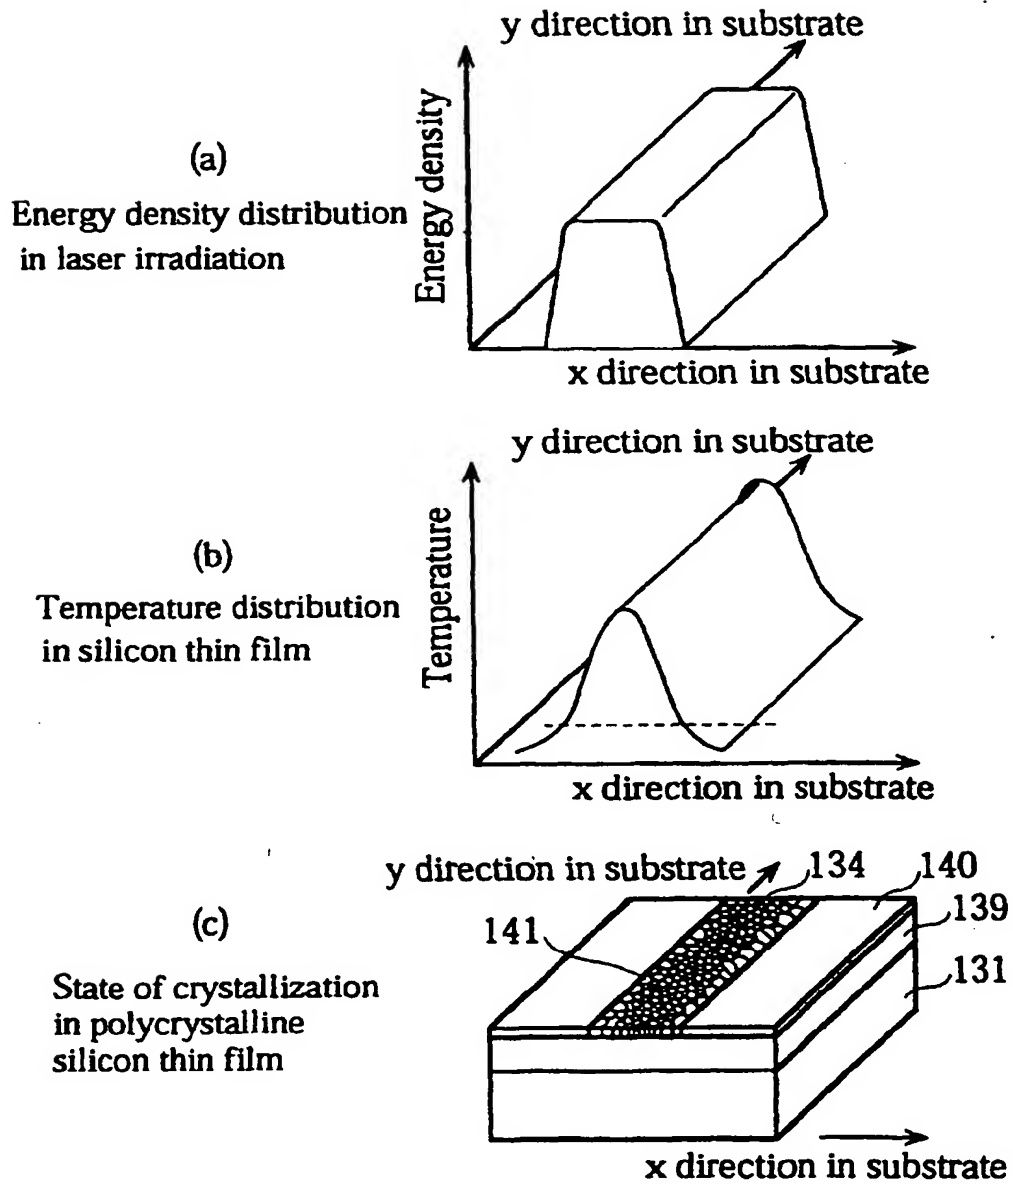 y direction in substrate
Energy density
(a)
Energy density distribution
in laser irradiation
x direction in substrate
y direction in substrate
Temperature
(b)
Temperature distribution
in silicon thin film
x direction in substrate
y direction in substrate
134
140
139
(c)
141
131
State of crystallization
in polycrystalline
silicon thin film
x direction in substrate